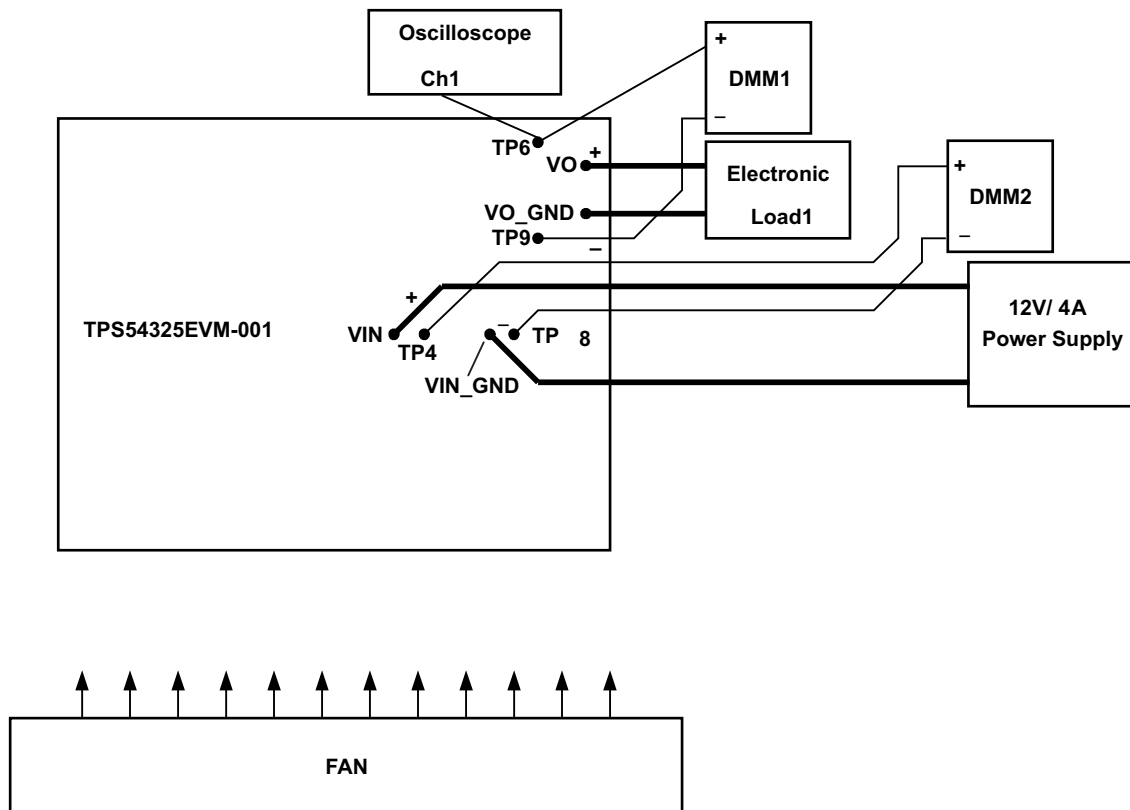 Oscilloscope
Ch1
+
DMM1
–
TP6
+
VO
Electronic
Load1
VO_GND
TP9
–
+
DMM2
–
12V/ 4A
Power Supply
TPS54325EVM-001
+
VIN
TP4
–
TP 8
VIN_GND
FAN